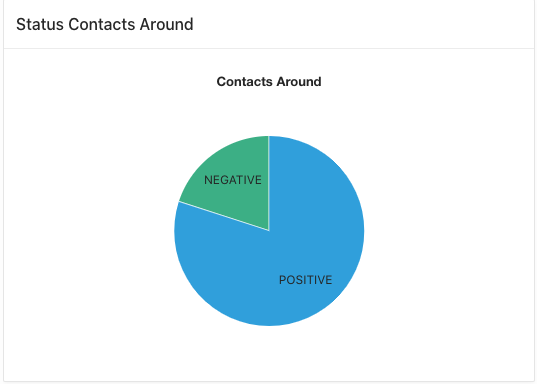 Status Contacts Around
Contacts Around
NEGATIVE
POSITIVE